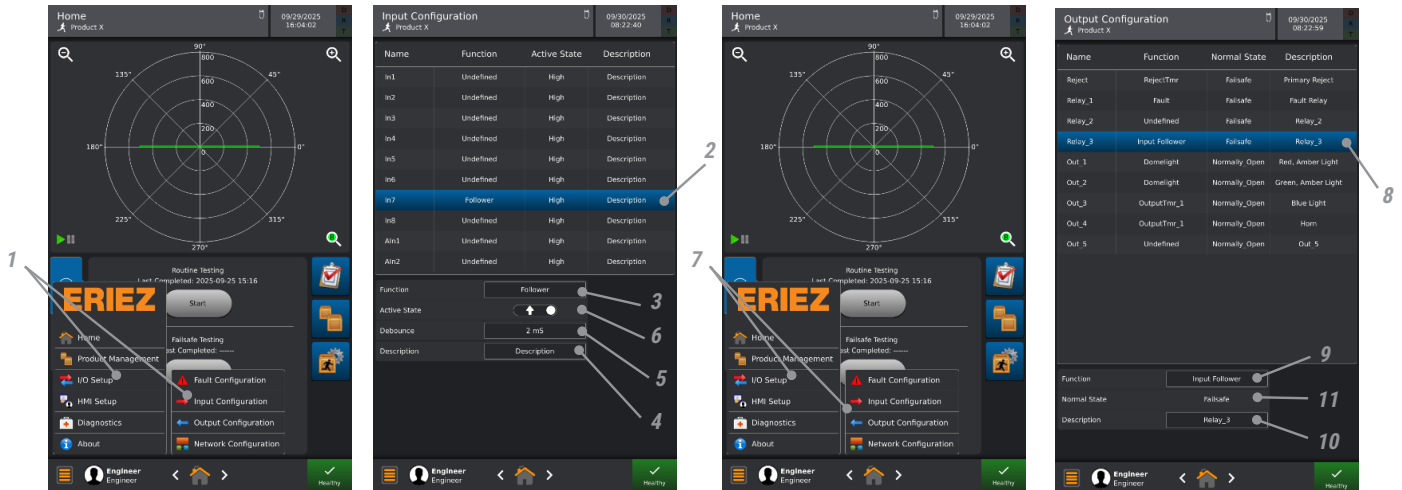 Home
Product X
09/29/2025
16:04:02
D
R
T
90°
800
135°
45°
600
400
200
180°
0
0°
225°
315°
270°
Routine Testing
Last Completed: 2025-09-25 15:16
ERIEZ
Start
Home
Failsafe Testing
st Completed: ------
Product Management
I/O Setup
Fault Configuration
HMI Setup
Input Configuration
Diagnostics
Output Configuration
About
Network Configuration
Engineer
Engineer
Healthy
1
Input Configuration
Product X
09/30/2025
08:22:40
D
R
T
Name Function Active State Description
In1 Undefined High Description
In2 Undefined High Description
In3 Undefined High Description
In4 Undefined High Description
In5 Undefined High Description
In6 Undefined High Description
In7 Follower High Description
In8 Undefined High Description
AIn1 Undefined High Description
AIn2 Undefined High Description
Function Follower
Active State
Debounce 2 mS
Description Description
Engineer
Engineer
Healthy
2
3
6
5
4
Home
Product X
09/29/2025
16:04:02
D
R
T
90°
800
135°
45°
600
400
200
180°
0
0°
225°
315°
270°
Routine Testing
Last Completed: 2025-09-25 15:16
ERIEZ
Start
Home
Failsafe Testing
ast Completed: ------
Product Management
I/O Setup
Fault Configuration
HMI Setup
Input Configuration
Diagnostics
Output Configuration
About
Network Configuration
Engineer
Engineer
Healthy
7
Output Configuration
Product X
09/30/2025
08:22:59
D
R
T
Name Function Normal State Description
Reject RejectTmr Failsafe Primary Reject
Relay_1 Fault Failsafe Fault Relay
Relay_2 Undefined Failsafe Relay_2
Relay_3 Input Follower Failsafe Relay_3
Out_1 Domelight Normally_Open Red, Amber Light
Out_2 Domelight Normally_Open Green, Amber Light
Out_3 OutputTmr_1 Normally_Open Blue Light
Out_4 OutputTmr_1 Normally_Open Horn
Out_5 Undefined Normally_Open Out_5
Function Input Follower
Normal State Failsafe
Description Relay_3
Engineer
Engineer
Healthy
8
9
11
10